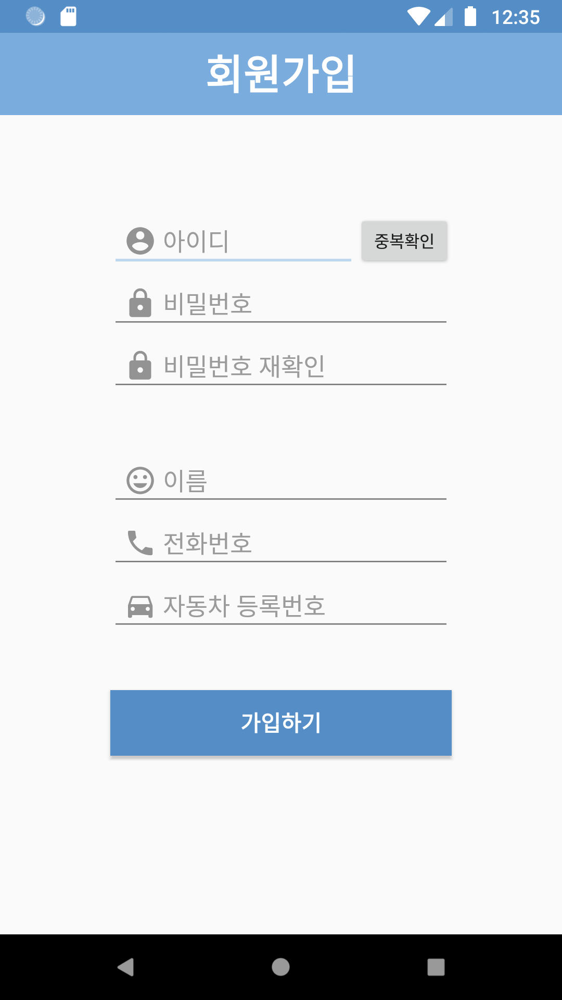 12:35
회원가입
아이디 중복확인
비밀번호
비밀번호 재확인
이름
전화번호
자동차 등록번호
가입하기